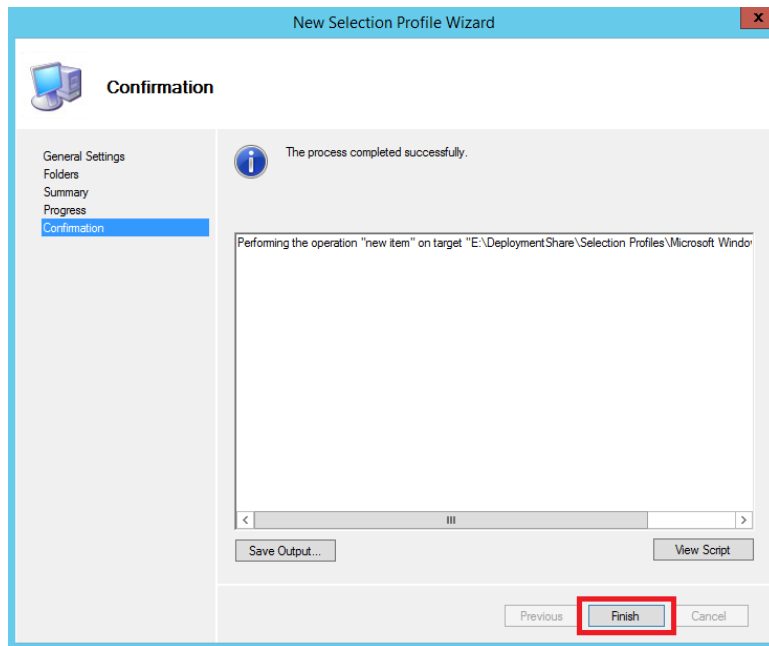 New Selection Profile Wizard
x
Confirmation
General Settings
Folders
Summary
Progress
Confirmation
The process completed successfully.
Performing the operation "new item" on target "E:\DeploymentShare\Selection Profiles\Microsoft Window
Save Output...
View Script
Previous
Finish
Cancel